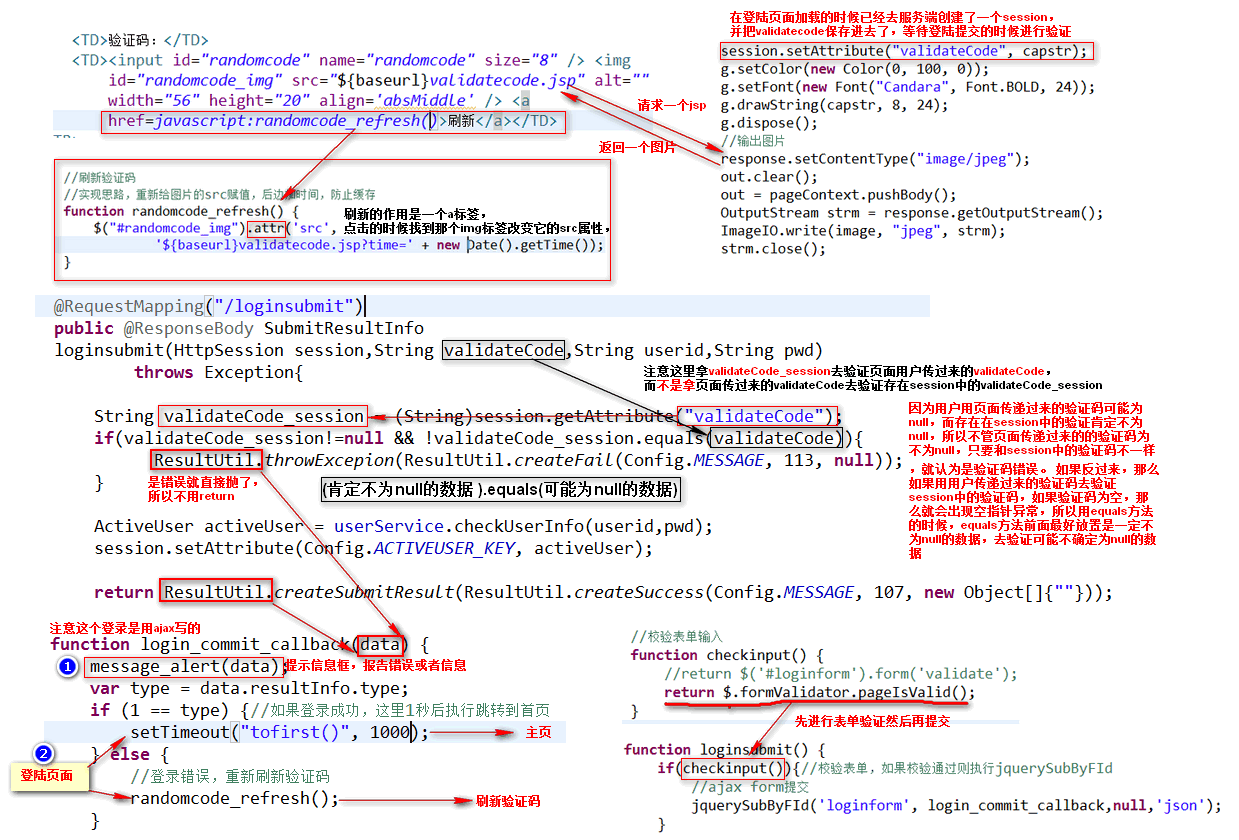 <TD>验证码：</TD>
<TD><input id="randomcode" name="randomcode" size="8" /> <img
id="randomcode_img" src="${baseurl}validatecode.jsp" alt=""
width="56" height="20" align='absMiddle' /> <a
href=javascript:randomcode_refresh()>刷新</a></TD>
在登陆页面加载的时候已经去服务端创建了一个session，
并把validatecode保存进去了，等待登陆提交的时候进行验证
session.setAttribute("validateCode", capstr);
g.setColor(new Color(0, 100, 0));
g.setFont(new Font("Candara", Font.BOLD, 24));
g.drawString(capstr, 8, 24);
g.dispose();
//输出图片
response.setContentType("image/jpeg");
out.clear();
out = pageContext.pushBody();
OutputStream strm = response.getOutputStream();
ImageIO.write(image, "jpeg", strm);
strm.close();
请求一个jsp
返回一个图片
//刷新验证码
//实现思路，重新给图片的src赋值，后边时间，防止缓存
function randomcode_refresh() {
$("#randomcode_img").attr('src',
'${baseurl}validatecode.jsp?time=' + new Date().getTime());
}
刷新的作用是一个a标签，
点击的时候找到那个img标签改变它的src属性，
@RequestMapping("/loginsubmit")
public @ResponseBody SubmitResultInfo
loginsubmit(HttpSession session,String validateCode,String userid,String pwd)
throws Exception{
注意这里拿validateCode_session去验证页面用户传过来的validateCode，
而不是拿页面传过来的validateCode去验证存在session中的validateCode_session
String validateCode_session = (String)session.getAttribute("validateCode");
if(validateCode_session!=null && !validateCode_session.equals(validateCode)){
ResultUtil.throwExcepion(ResultUtil.createFail(Config.MESSAGE, 113, null));
}
是错误就直接抛了，
所以不用return
(肯定不为null的数据 ).equals(可能为null的数据)
因为用户用页面传递过来的验证码可能为
null，而存在在session中的验证肯定不为
null，所以不管页面传递过来的的验证码为
不为null，只要和session中的验证码不一样
，就认为是验证码错误。如果反过来，那么
如果用用户传递过来的验证码去验证
session中的验证码，如果验证码为空，那
么就会出现空指针异常，所以用equals方法
的时候，equals方法前面最好放置是一定不
为null的数据，去验证可能不确定为null的数
据
ActiveUser activeUser = userService.checkUserInfo(userid,pwd);
session.setAttribute(Config.ACTIVEUSER_KEY, activeUser);
return ResultUtil.createSubmitResult(ResultUtil.createSuccess(Config.MESSAGE, 107, new Object[]{""}));
注意这个登录是用ajax写的
function login_commit_callback(data) {
1 message_alert(data);提示信息框，报告错误或者信息
var type = data.resultInfo.type;
if (1 == type) {//如果登录成功，这里1秒后执行跳转到首页
setTimeout("tofirst()", 1000); 主页
2 } else {
登陆页面
//登录错误，重新刷新验证码
randomcode_refresh(); 刷新验证码
}
//校验表单输入
function checkinput() {
//return $('#loginform').form('validate');
return $.formValidator.pageIsValid();
}
先进行表单验证然后再提交
function loginsubmit() {
if(checkinput()){//校验表单，如果校验通过则执行jquerySubByFId
//ajax form提交
jquerySubByFId('loginform', login_commit_callback,null,'json');
}